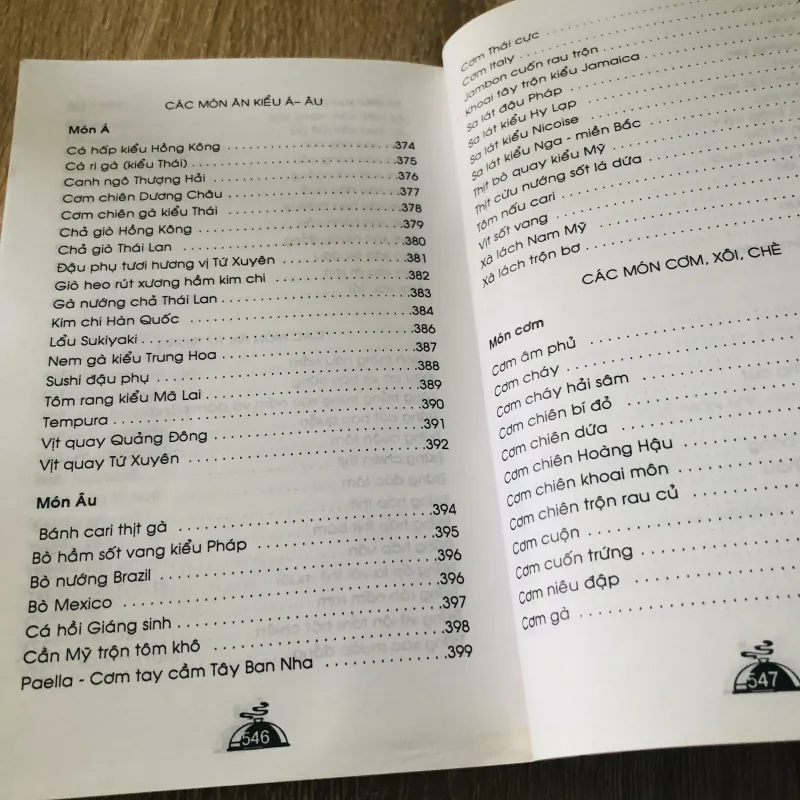 CÁC MÓN ĂN KIỂU Á- ÂU
Món Á
Cá hấp kiểu Hồng Kông .374
Cà ri gà (kiểu Thái) .375
Canh ngô Thượng Hải .376
Cơm chiên Dương Châu .377
Cơm chiên gà kiểu Thái .378
Chả giò Hồng Kông .379
Chả giò Thái Lan .380
Đậu phụ tươi hương vị Tứ Xuyên .381
Giò heo rút xương hầm kim chi .382
Gà nướng chả Thái Lan .383
Kim chi Hàn Quốc .384
Lẩu Sukiyaki .386
Nem gà kiểu Trung Hoa .387
Sushi đậu phụ .388
Tôm rang kiểu Mã Lai .389
Tempura .390
Vịt quay Quảng Đông .391
Vịt quay Tứ Xuyên .392
Món Âu
Bánh cari thịt gà .394
Bò hầm sốt vang kiểu Pháp .395
Bò nướng Brazil .396
Bò Mexico .396
Cá hồi Giáng sinh .397
Cần Mỹ trộn tôm khô .398
Paella - Cơm tay cầm Tây Ban Nha .399
546
Cơm Thái cực
Cơm Italy
Jambon cuốn rau trộn
Khoai tây trộn kiểu Jamaica
Sa lát đậu Pháp
Sa lát kiểu Hy Lạp
Sa lát kiểu Nicoise
Sa lát kiểu Nga - miền Bắc
Thịt bò quay kiểu Mỹ
Thịt cừu nướng sốt lá dứa
Tôm nấu cari
Vịt sốt vang
Xà lách Nam Mỹ
Xà lách trộn bơ
CÁC MÓN CƠM, XÔI, CHÈ
Món cơm
Cơm âm phủ
Cơm cháy
Cơm cháy hải sâm
Cơm chiên bí đỏ
Cơm chiên dứa
Cơm chiên Hoàng Hậu
Cơm chiên khoai môn
Cơm chiên trộn rau củ
Cơm cuộn
Cơm cuốn trứng
Cơm niêu đập
Cơm gà
547